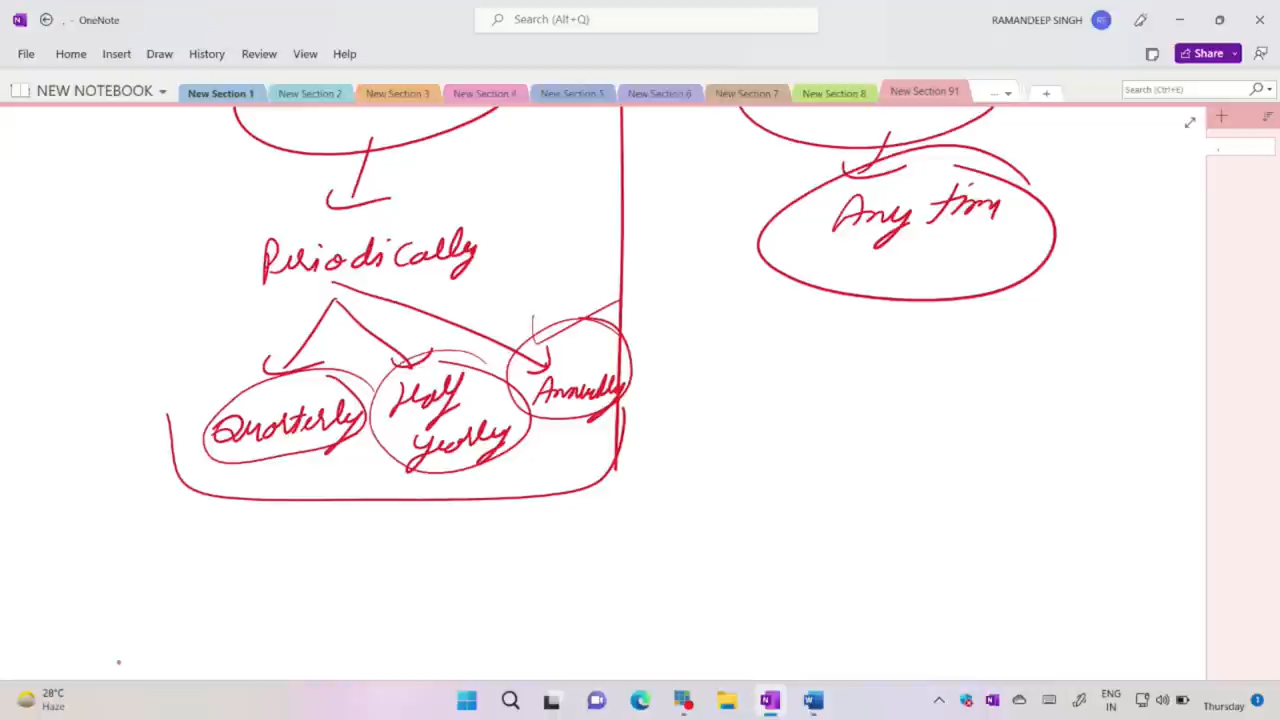 OneNote
Search (Alt+Q)
RAMANDEEP SINGH
File Home Insert Draw History Review View Help
Share
NEW NOTEBOOK
New Section 1 New Section 2 New Section 3 New Section 4 New Section 5 New Section 6 New Section 7 New Section 8 New Section 91 ...
Search (Ctrl+E)
Any tim
Periodically
Quarterly
Half
Yearly
Annually
28°C
Haze
ENG
IN
Thursday
1